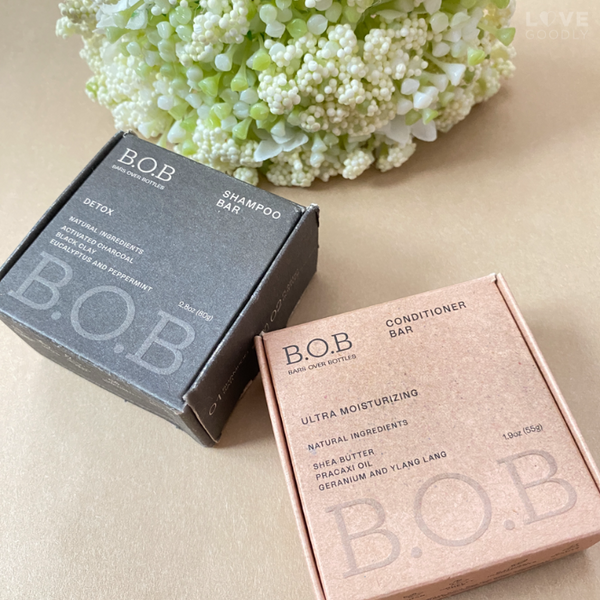 LOVE
GOODLY
B.O.B
BARS OVER BOTTLES
SHAMPOO
BAR
DETOX
NATURAL INGREDIENTS
ACTIVATED CHARCOAL
BLACK CLAY
EUCALYPTUS AND PEPPERMINT
2.8oz (80g)
B.O.B
01
02
B.O.B
BARS OVER BOTTLES
CONDITIONER
BAR
ULTRA MOISTURIZING
NATURAL INGREDIENTS
SHEA BUTTER
PRACAXI OIL
GERANIUM AND YLANG LANG
1.9oz (55g)
B.O.B